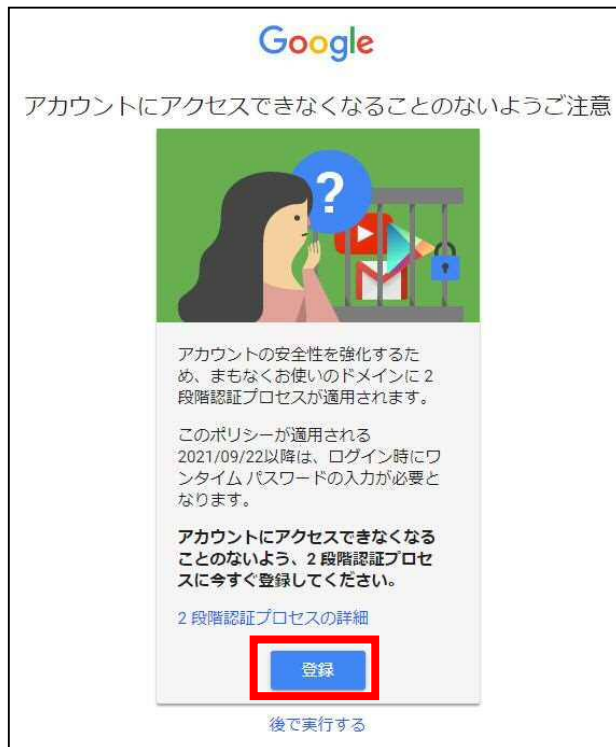 Google
アカウントにアクセスできなくなることのないようご注意
?
アカウントの安全性を強化するた
め、まもなくお使いのドメインに 2
段階認証プロセスが適用されます。
このポリシーが適用される
2021/09/22以降は、ログイン時にワ
ンタイム パスワードの入力が必要と
なります。
アカウントにアクセスできなくなる
ことのないよう、2 段階認証プロセ
スに今すぐ登録してください。
2 段階認証プロセスの詳細
登録
後で実行する